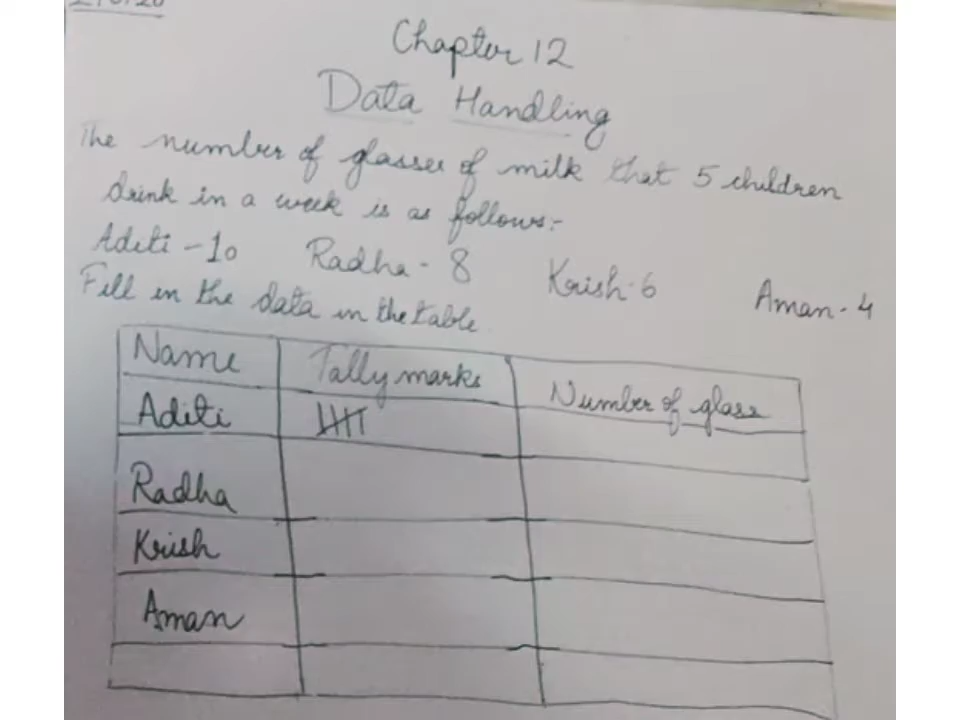 Chapter 12
Data Handling
The number of glasses of milk that 5 children
drink in a week is as follows:-
Aditi - 10 Radha - 8 Krish - 6 Aman - 4
Fill in the data in the table.
Name Tally marks Number of glass
Aditi
Radha
Krish
Aman